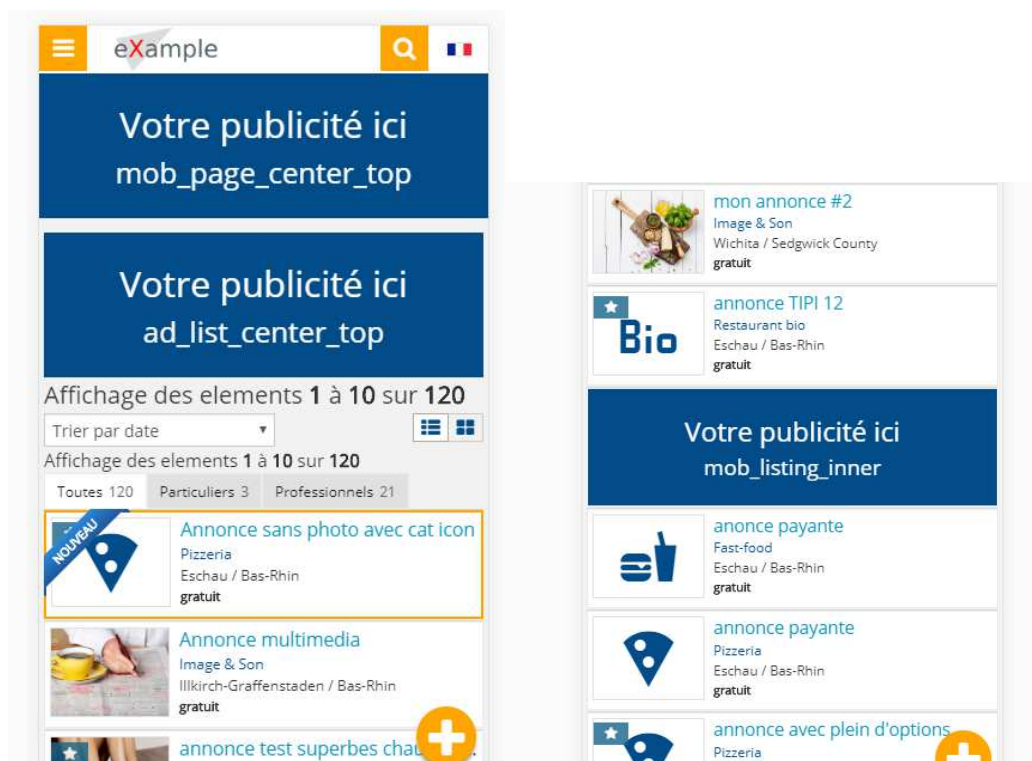 eXample
Votre publicité ici
mob_page_center_top
Votre publicité ici
ad_list_center_top
Affichage des elements 1 à 10 sur 120
Trier par date
Affichage des elements 1 à 10 sur 120
Toutes 120 Particuliers 3 Professionnels 21
NOUVEAU
Annonce sans photo avec cat icon
Pizzeria
Eschau / Bas-Rhin
gratuit
Annonce multimedia
Image & Son
Illkirch-Graffenstaden / Bas-Rhin
gratuit
annonce test superbes
mon annonce #2
Image & Son
Wichita / Sedgwick County
gratuit
Bio
annonce TIPI 12
Restaurant bio
Eschau / Bas-Rhin
gratuit
Votre publicité ici
mob_listing_inner
anonce payante
Fast-food
Eschau / Bas-Rhin
gratuit
annonce payante
Pizzeria
Eschau / Bas-Rhin
gratuit
annonce avec plein d'options
Pizzeria